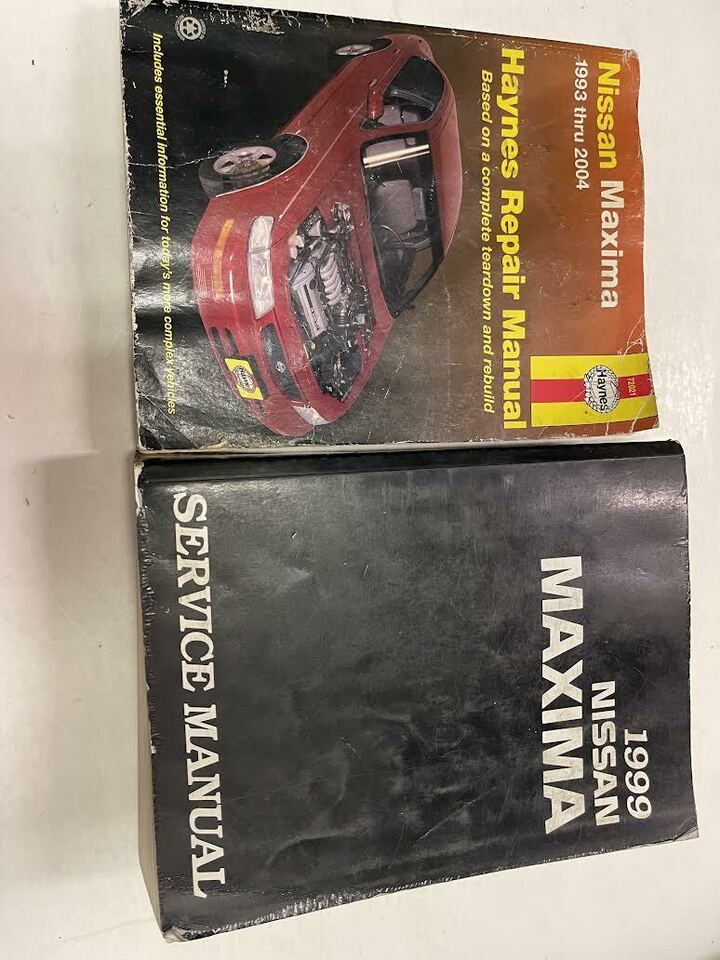 Nissan Maxima
1993 thru 2004
Haynes Repair Manual
Based on a complete teardown and rebuild
Includes essential information for today's more complex vehicles
72021
Haynes
Haynes
1999
NISSAN
MAXIMA
SERVICE MANUAL